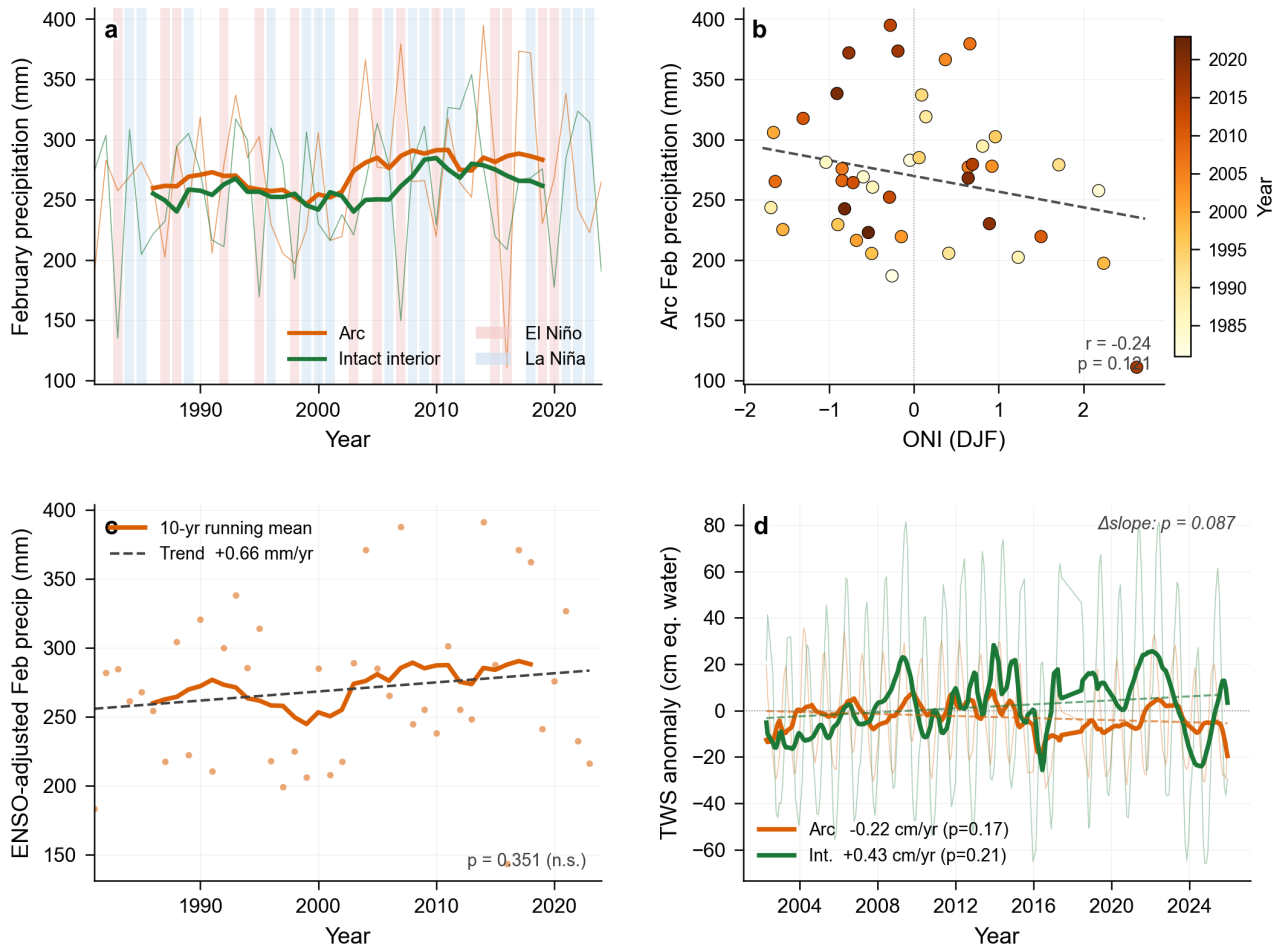 a
February precipitation (mm)
400
350
300
250
200
150
100
Arc
Intact interior
El Niño
La Niña
1990
2000
2010
2020
Year
b
Arc Feb precipitation (mm)
400
350
300
250
200
150
100
r = -0.24
p = 0.121
−2
−1
0
1
2
ONI (DJF)
2020
2015
2010
2005
2000
1995
1990
1985
Year
c
ENSO-adjusted Feb precip (mm)
400
350
300
250
200
150
10-yr running mean
Trend +0.66 mm/yr
p = 0.351 (n.s.)
1990
2000
2010
2020
Year
d
TWS anomaly (cm eq. water)
80
60
40
20
0
−20
−40
−60
Δslope: p = 0.087
Arc -0.22 cm/yr (p=0.17)
Int. +0.43 cm/yr (p=0.21)
2004
2008
2012
2016
2020
2024
Year